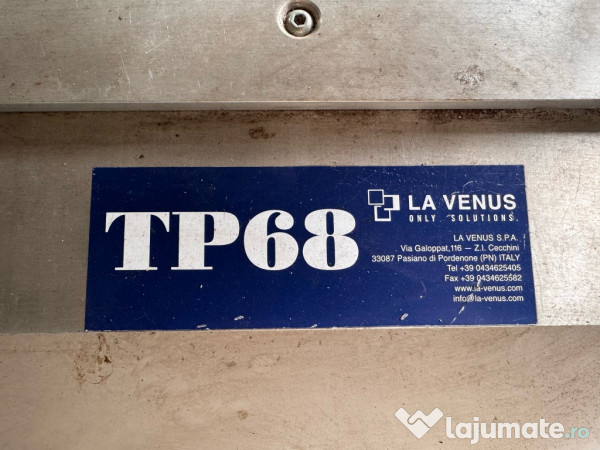 TP68
LA VENUS
ONLY SOLUTIONS.
LA VENUS S.P.A.
Via Galoppat,116 — Z.I. Cecchini
33087 Pasiano di Pordenone (PN) ITALY
Tel +39 0434625405
Fax +39 0434625582
www.la-venus.com
info@la-venus.com
lajumate.ro